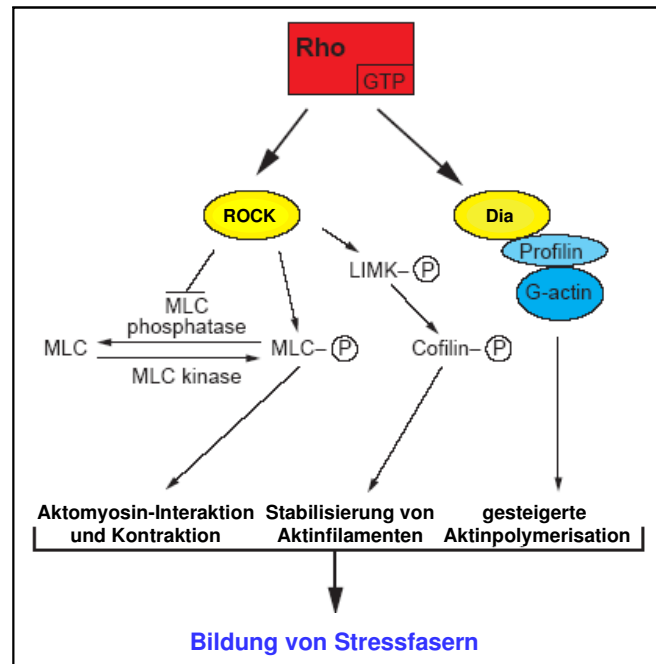 Rho
GTP
ROCK
Dia
Profilin
G-actin
LIMK– P
MLC
phosphatase
MLC
MLC– P
Cofilin– P
MLC kinase
Aktomyosin-Interaktion
und Kontraktion
Stabilisierung von
Aktinfilamenten
gesteigerte
Aktinpolymerisation
Bildung von Stressfasern